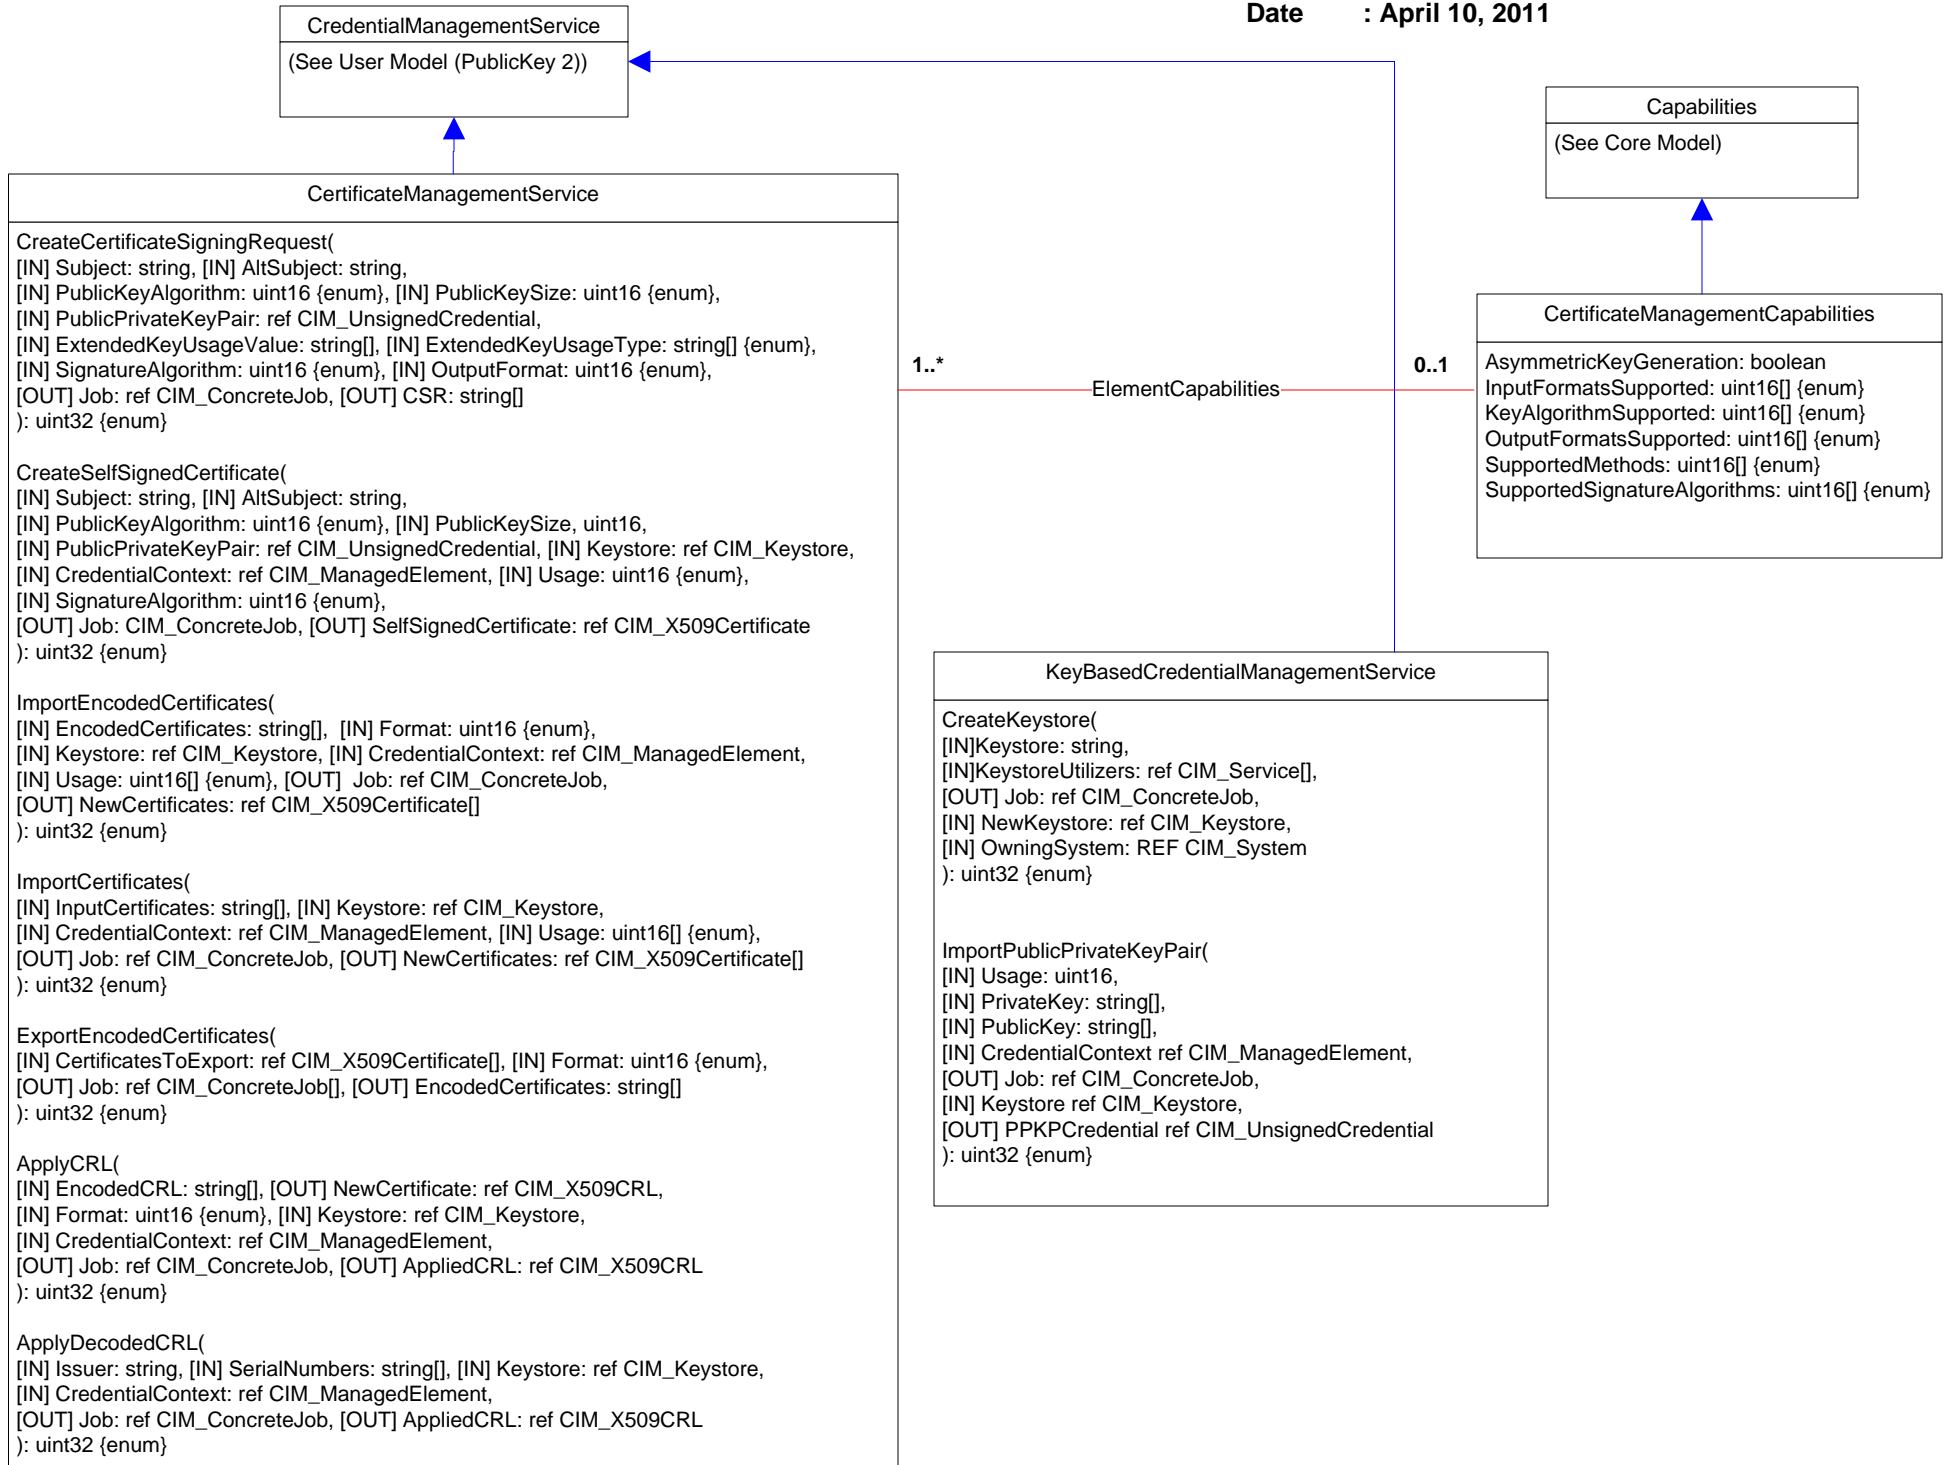 Date : April 10, 2011
CredentialManagementService
(See User Model (PublicKey 2))
Capabilities
(See Core Model)
CertificateManagementService
CreateCertificateSigningRequest(
[IN] Subject: string, [IN] AltSubject: string,
[IN] PublicKeyAlgorithm: uint16 {enum}, [IN] PublicKeySize: uint16 {enum},
[IN] PublicPrivateKeyPair: ref CIM_UnsignedCredential,
[IN] ExtendedKeyUsageValue: string[], [IN] ExtendedKeyUsageType: string[] {enum},
[IN] SignatureAlgorithm: uint16 {enum}, [IN] OutputFormat: uint16 {enum},
[OUT] Job: ref CIM_ConcreteJob, [OUT] CSR: string[]
): uint32 {enum}
CreateSelfSignedCertificate(
[IN] Subject: string, [IN] AltSubject: string,
[IN] PublicKeyAlgorithm: uint16 {enum}, [IN] PublicKeySize, uint16,
[IN] PublicPrivateKeyPair: ref CIM_UnsignedCredential, [IN] Keystore: ref CIM_Keystore,
[IN] CredentialContext: ref CIM_ManagedElement, [IN] Usage: uint16 {enum},
[IN] SignatureAlgorithm: uint16 {enum},
[OUT] Job: CIM_ConcreteJob, [OUT] SelfSignedCertificate: ref CIM_X509Certificate
): uint32 {enum}
ImportEncodedCertificates(
[IN] EncodedCertificates: string[], [IN] Format: uint16 {enum},
[IN] Keystore: ref CIM_Keystore, [IN] CredentialContext: ref CIM_ManagedElement,
[IN] Usage: uint16[] {enum}, [OUT] Job: ref CIM_ConcreteJob,
[OUT] NewCertificates: ref CIM_X509Certificate[]
): uint32 {enum}
ImportCertificates(
[IN] InputCertificates: string[], [IN] Keystore: ref CIM_Keystore,
[IN] CredentialContext: ref CIM_ManagedElement, [IN] Usage: uint16[] {enum},
[OUT] Job: ref CIM_ConcreteJob, [OUT] NewCertificates: ref CIM_X509Certificate[]
): uint32 {enum}
ExportEncodedCertificates(
[IN] CertificatesToExport: ref CIM_X509Certificate[], [IN] Format: uint16 {enum},
[OUT] Job: ref CIM_ConcreteJob[], [OUT] EncodedCertificates: string[]
): uint32 {enum}
ApplyCRL(
[IN] EncodedCRL: string[], [OUT] NewCertificate: ref CIM_X509CRL,
[IN] Format: uint16 {enum}, [IN] Keystore: ref CIM_Keystore,
[IN] CredentialContext: ref CIM_ManagedElement,
[OUT] Job: ref CIM_ConcreteJob, [OUT] AppliedCRL: ref CIM_X509CRL
): uint32 {enum}
ApplyDecodedCRL(
[IN] Issuer: string, [IN] SerialNumbers: string[], [IN] Keystore: ref CIM_Keystore,
[IN] CredentialContext: ref CIM_ManagedElement,
[OUT] Job: ref CIM_ConcreteJob, [OUT] AppliedCRL: ref CIM_X509CRL
): uint32 {enum}
1..*
ElementCapabilities
0..1
CertificateManagementCapabilities
AsymmetricKeyGeneration: boolean
InputFormatsSupported: uint16[] {enum}
KeyAlgorithmSupported: uint16[] {enum}
OutputFormatsSupported: uint16[] {enum}
SupportedMethods: uint16[] {enum}
SupportedSignatureAlgorithms: uint16[] {enum}
KeyBasedCredentialManagementService
CreateKeystore(
[IN]Keystore: string,
[IN]KeystoreUtilizers: ref CIM_Service[],
[OUT] Job: ref CIM_ConcreteJob,
[IN] NewKeystore: ref CIM_Keystore,
[IN] OwningSystem: REF CIM_System
): uint32 {enum}
ImportPublicPrivateKeyPair(
[IN] Usage: uint16,
[IN] PrivateKey: string[],
[IN] PublicKey: string[],
[IN] CredentialContext ref CIM_ManagedElement,
[OUT] Job: ref CIM_ConcreteJob,
[IN] Keystore ref CIM_Keystore,
[OUT] PPKPCredential ref CIM_UnsignedCredential
): uint32 {enum}